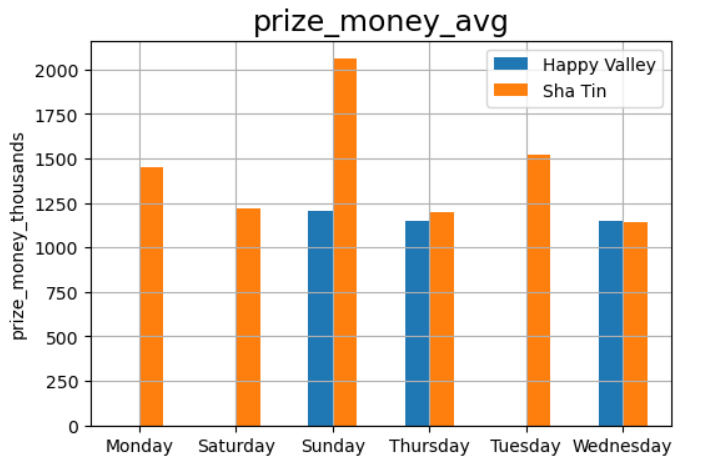 prize_money_avg
Happy Valley
Sha Tin
prize_money_thousands
2000
1750
1500
1250
1000
750
500
250
0
Monday Saturday Sunday Thursday Tuesday Wednesday